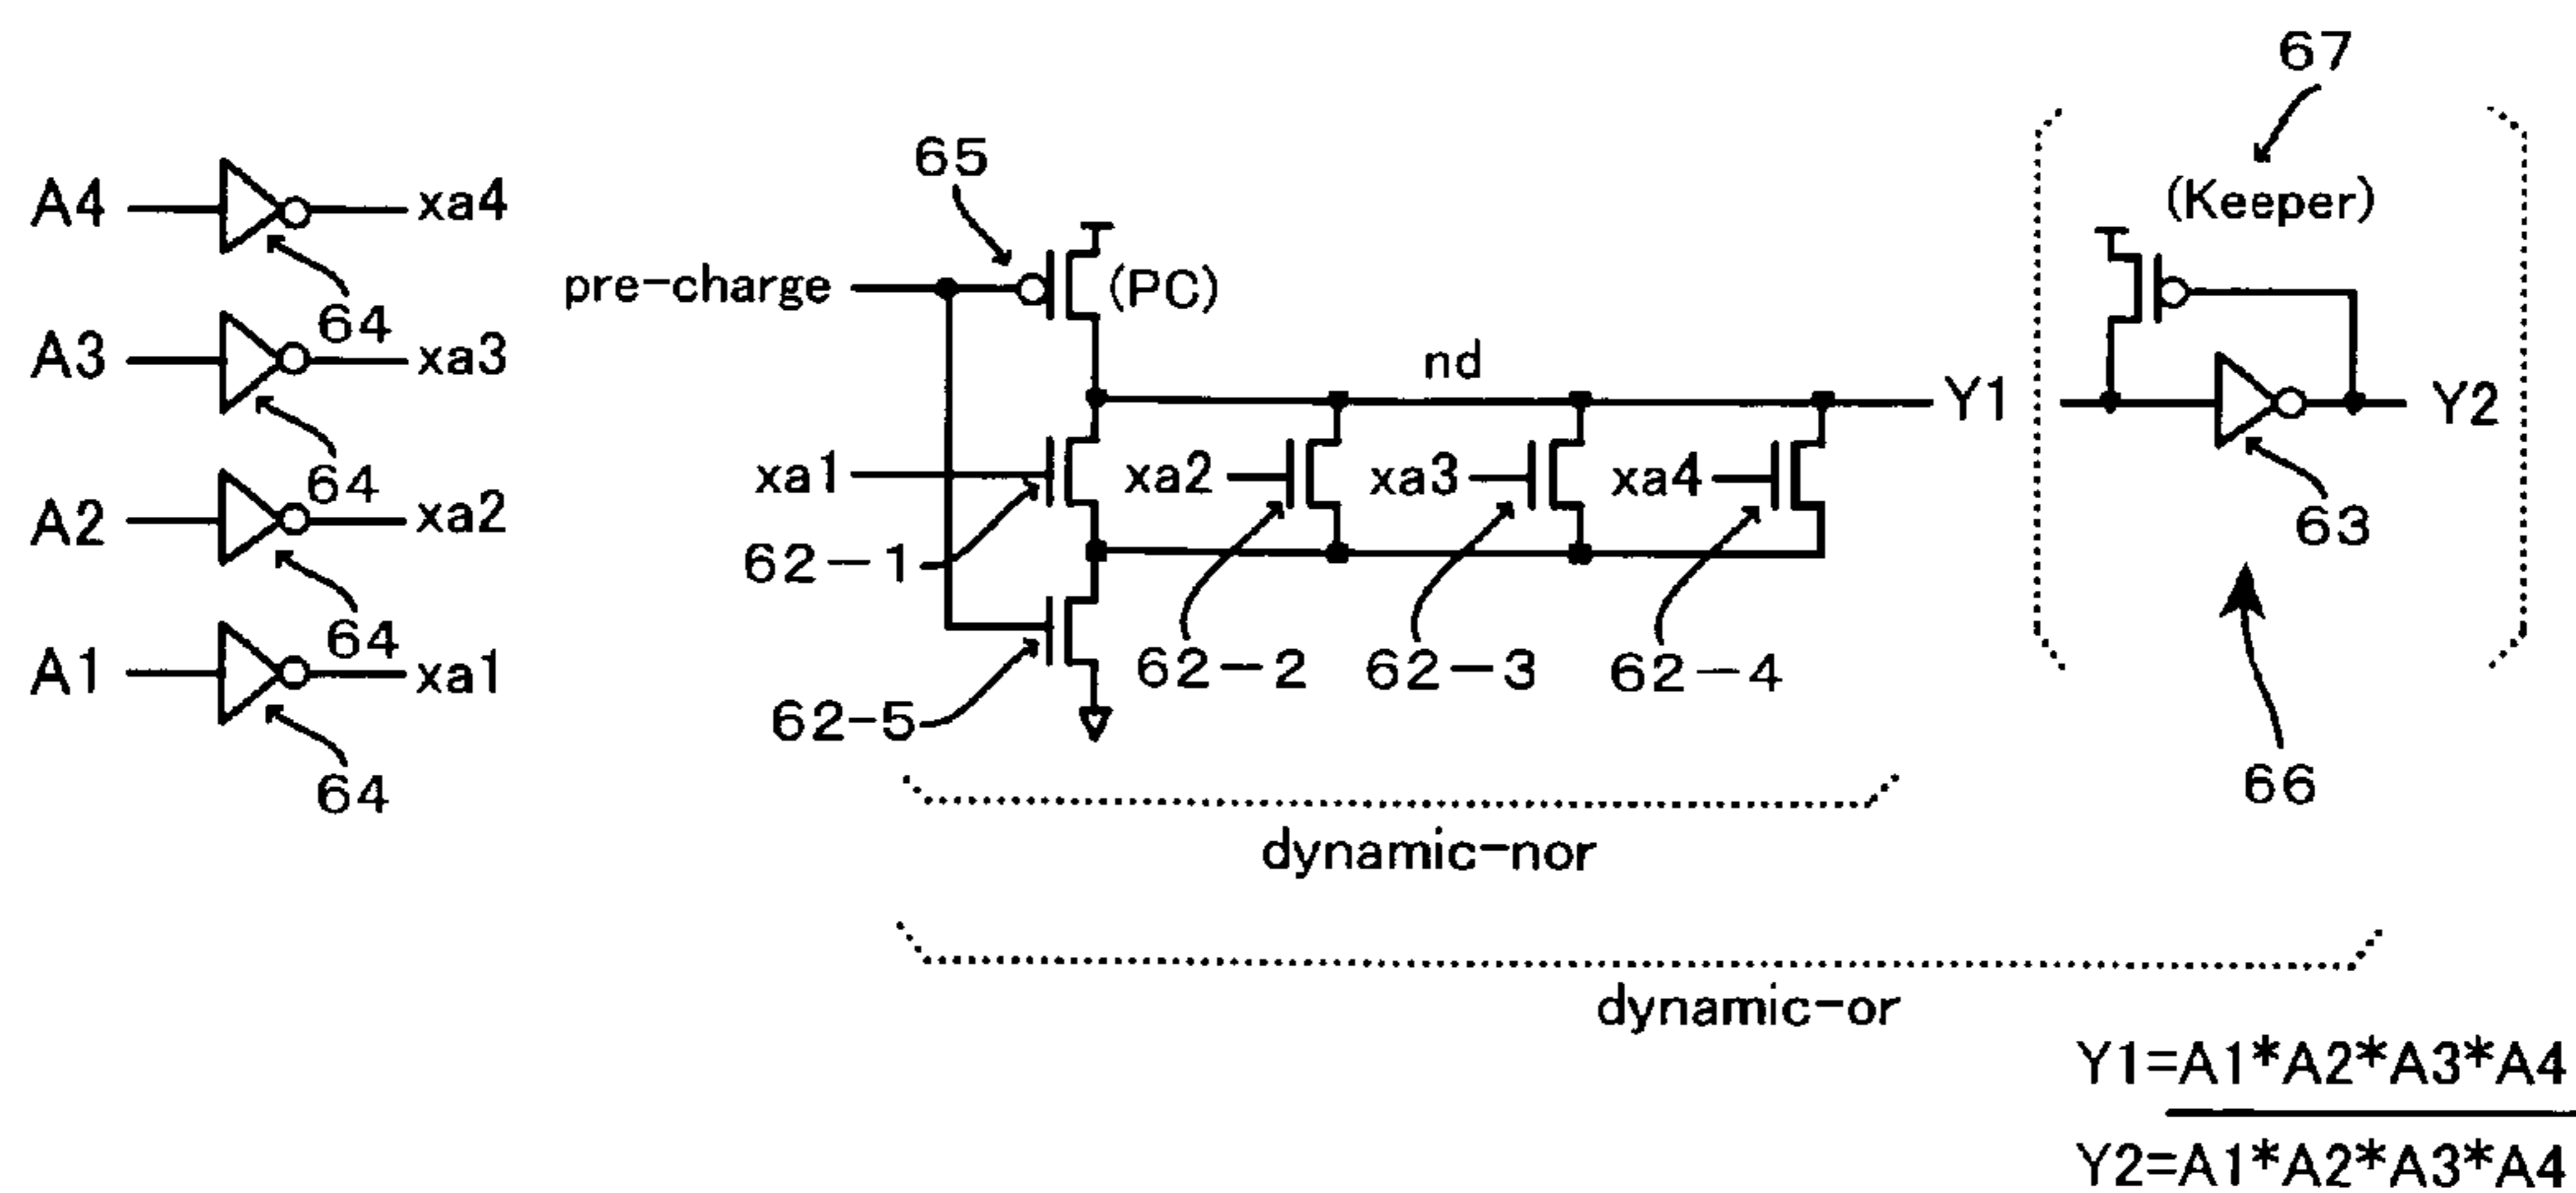 67
65
(Keeper)
A4
xa4
64
pre-charge
(PC)
A3
xa3
64
nd
Y1
Y2
xa1
xa2
xa3
xa4
A2
xa2
64
62-1
63
A1
xa1
64
62-2
62-3
62-4
62-5
66
dynamic-nor
dynamic-or
Y1=A1*A2*A3*A4
Y2=A1*A2*A3*A4